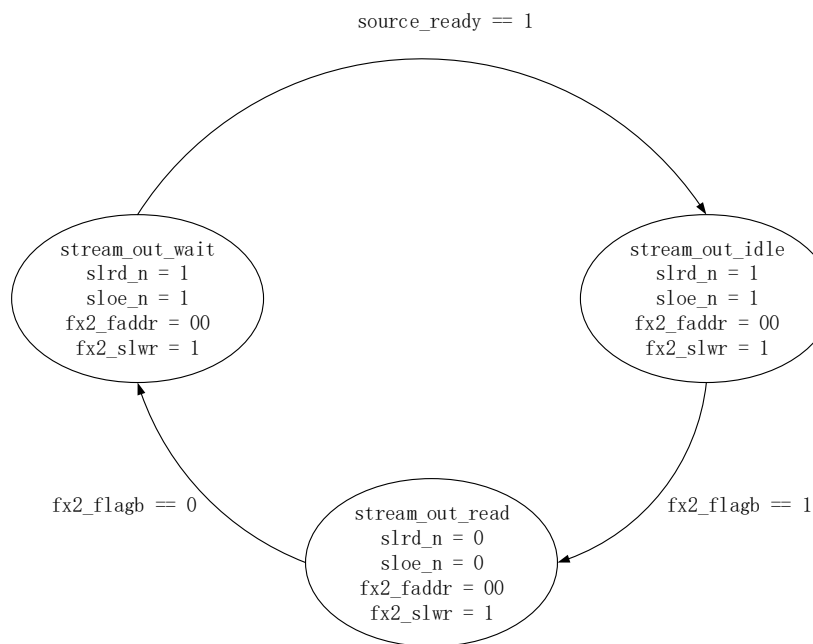 source_ready == 1
stream_out_wait
slrd_n = 1
sloe_n = 1
fx2_faddr = 00
fx2_slwr = 1
stream_out_idle
slrd_n = 1
sloe_n = 1
fx2_faddr = 00
fx2_slwr = 1
fx2_flagb == 0
fx2_flagb == 1
stream_out_read
slrd_n = 0
sloe_n = 0
fx2_faddr = 00
fx2_slwr = 1